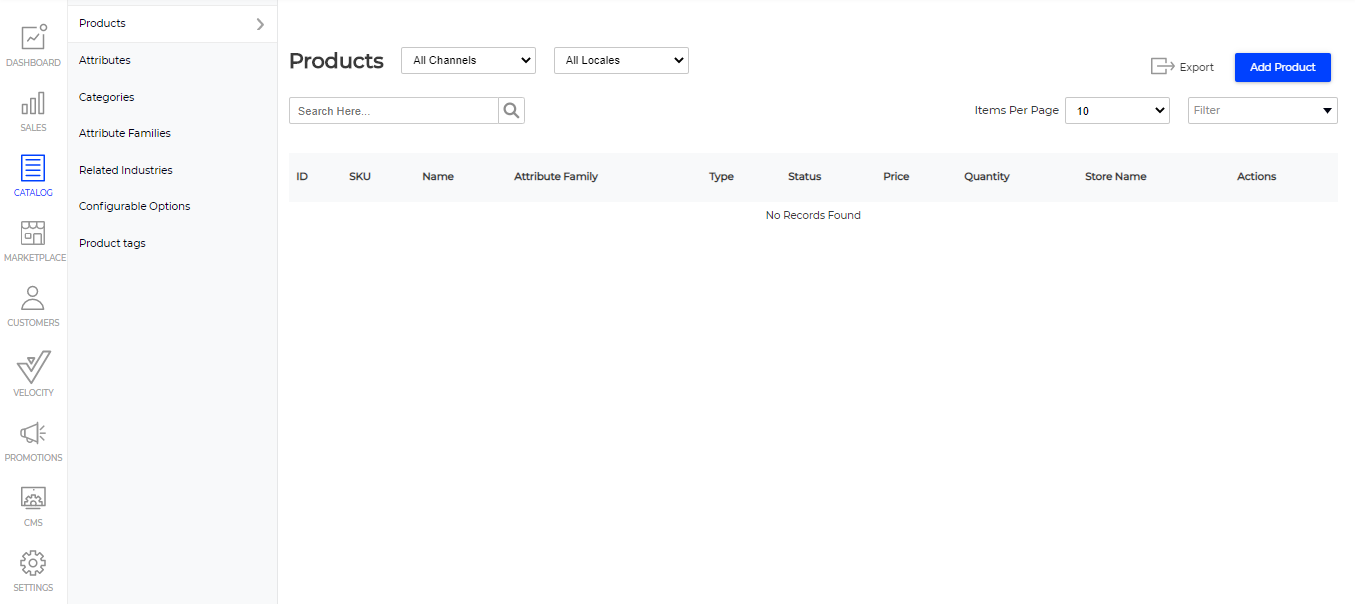 DASHBOARD
SALES
CATALOG
MARKETPLACE
CUSTOMERS
VELOCITY
PROMOTIONS
CMS
SETTINGS
Products
Attributes
Categories
Attribute Families
Related Industries
Configurable Options
Product tags
Products All Channels All Locales Export Add Product
Search Here... Items Per Page 10 Filter
ID SKU Name Attribute Family Type Status Price Quantity Store Name Actions
No Records Found